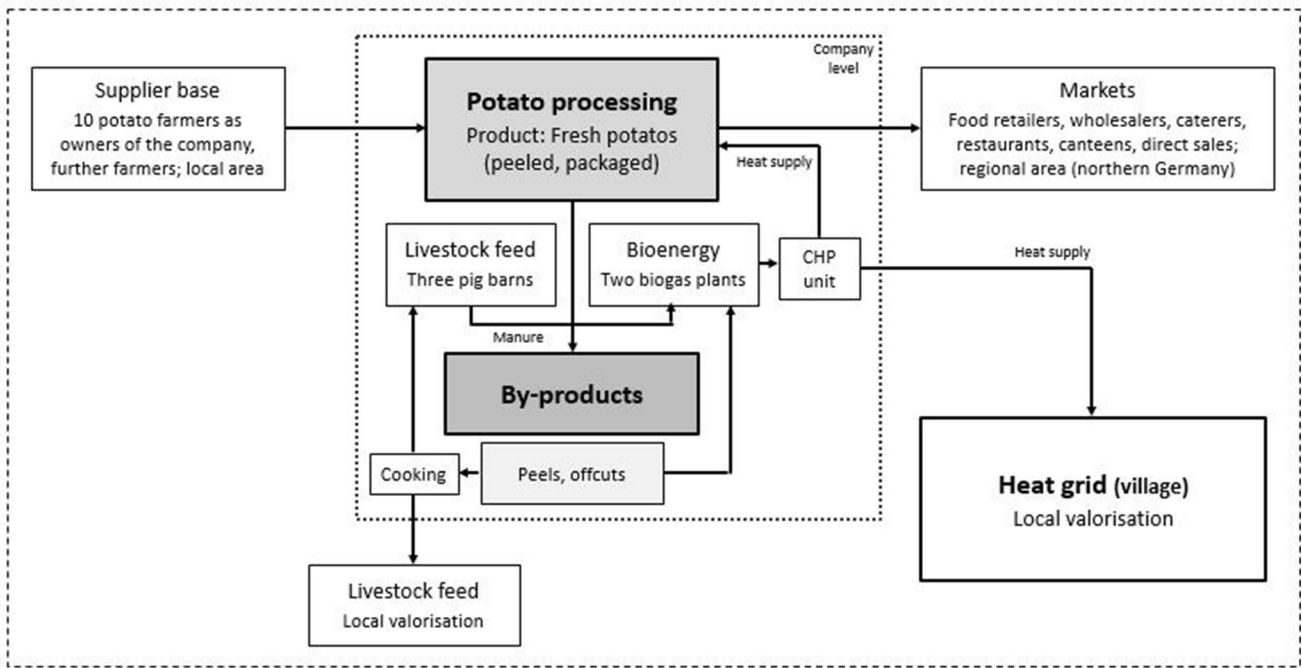 Company
level
Supplier base
10 potato farmers as
owners of the company,
further farmers; local area
Potato processing
Product: Fresh potatos
(peeled, packaged)
Markets
Food retailers, wholesalers, caterers,
restaurants, canteens, direct sales;
regional area (northern Germany)
Heat supply
Livestock feed
Three pig barns
Bioenergy
Two biogas plants
CHP
unit
Heat supply
Manure
By-products
Cooking
Peels, offcuts
Heat grid (village)
Local valorisation
Livestock feed
Local valorisation